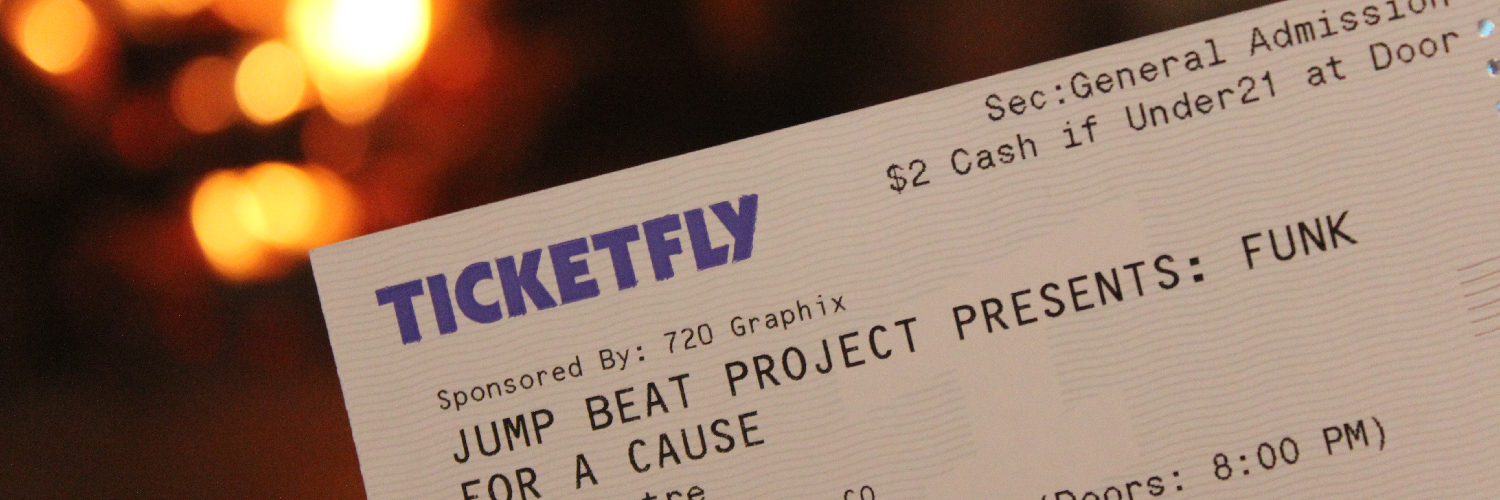 Sec:General Admission
$2 Cash if Under21 at Door
TICKETFLY
Sponsored By: 720 Graphix
JUMP BEAT PROJECT PRESENTS: FUNK
FOR A CAUSE
(Doors: 8:00 PM)